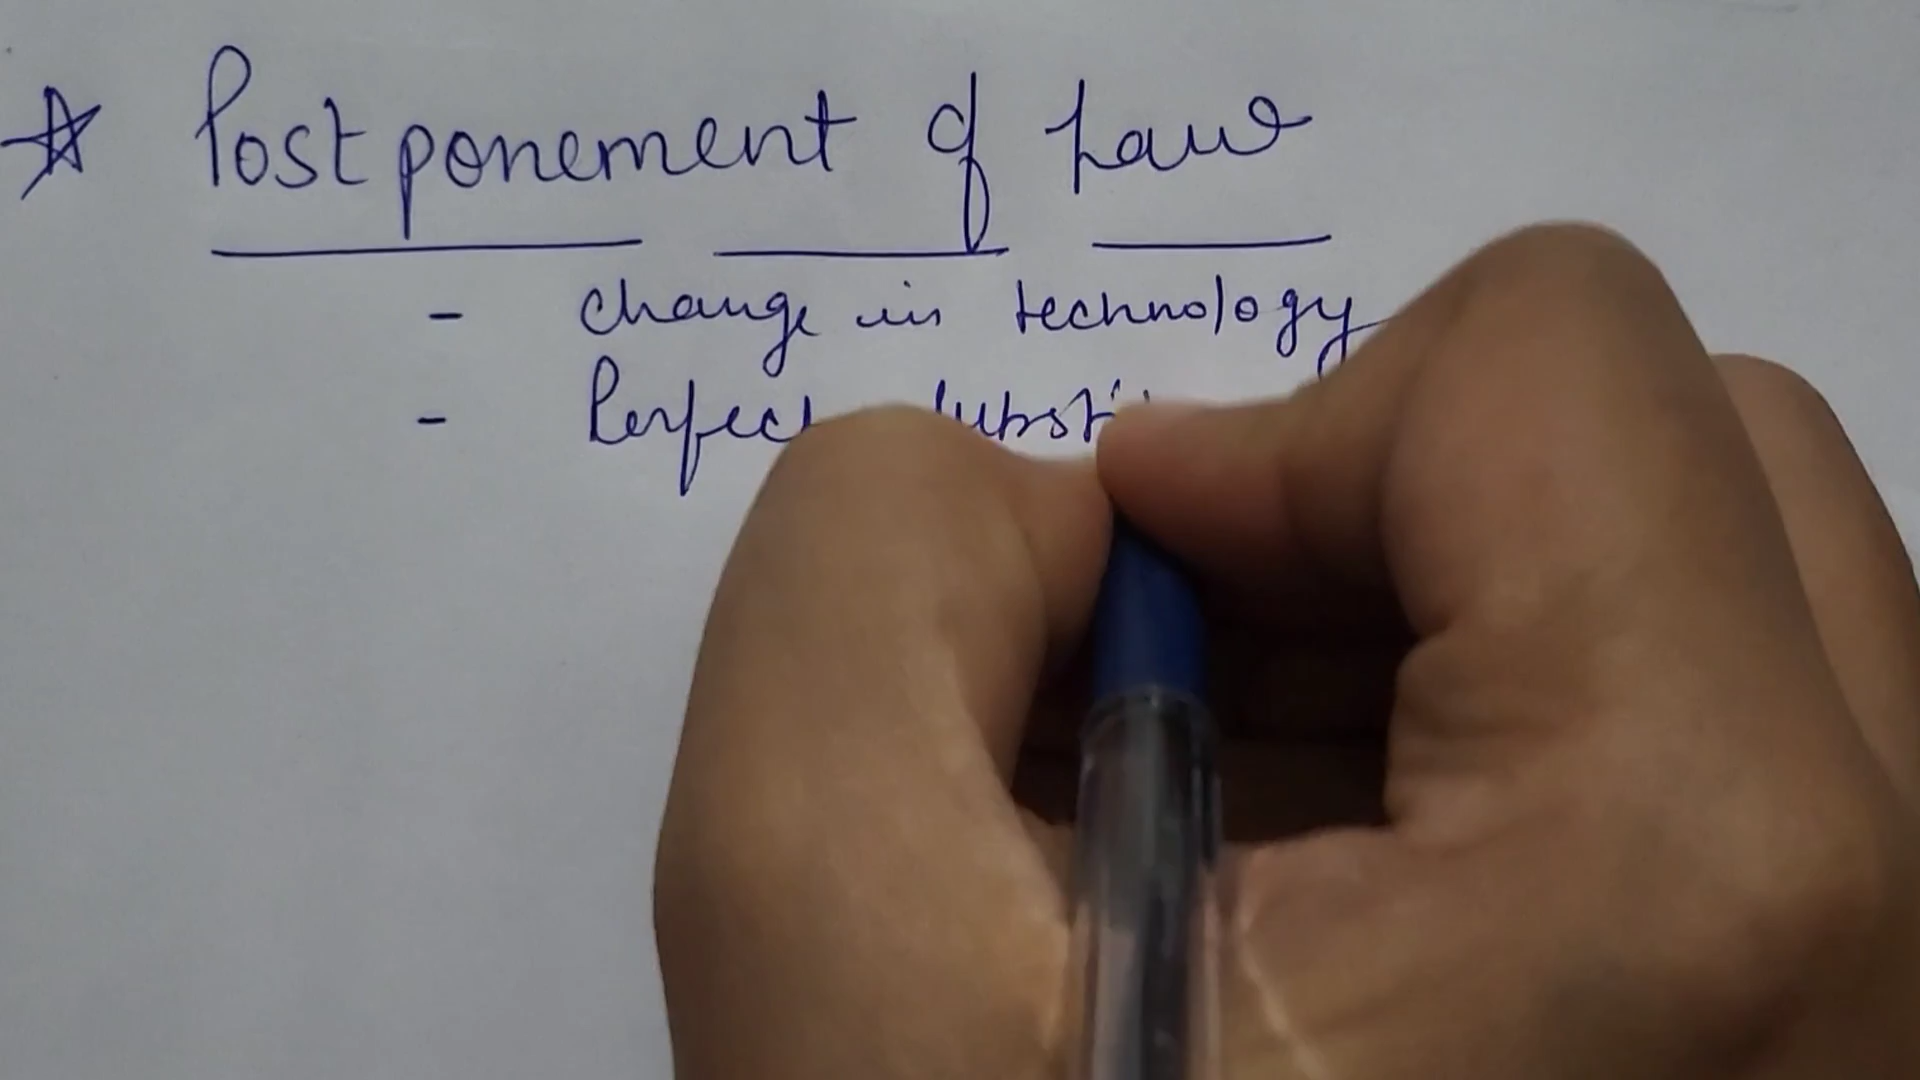 Postponement of Law
- change in technology
- Perfect